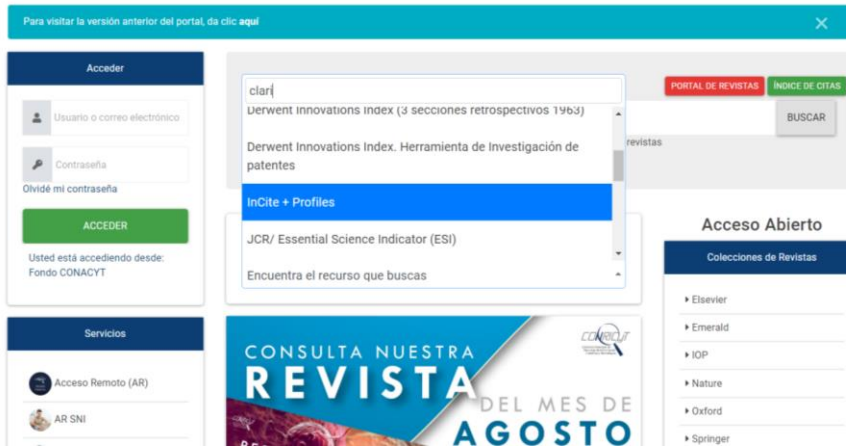 Para visitar la versión anterior del portal, da clic aquí
Acceder
Usuario o correo electrónico
Contraseña
Olvidé mi contraseña
ACCEDER
Usted está accediendo desde:
Fondo CONACYT
Servicios
Acceso Remoto (AR)
AR SNI
clari
Derwent Innovations Index (3 secciones retrospectivos 1963)
Derwent Innovations Index. Herramienta de Investigación de
patentes
InCite + Profiles
JCR/ Essential Science Indicator (ESI)
Encuentra el recurso que buscas
PORTAL DE REVISTAS
ÍNDICE DE CITAS
BUSCAR
revistas
CONSULTA NUESTRA
REVISTA
DEL MES DE
AGOSTO
Acceso Abierto
Colecciones de Revistas
Elsevier
Emerald
IOP
Nature
Oxford
Springer